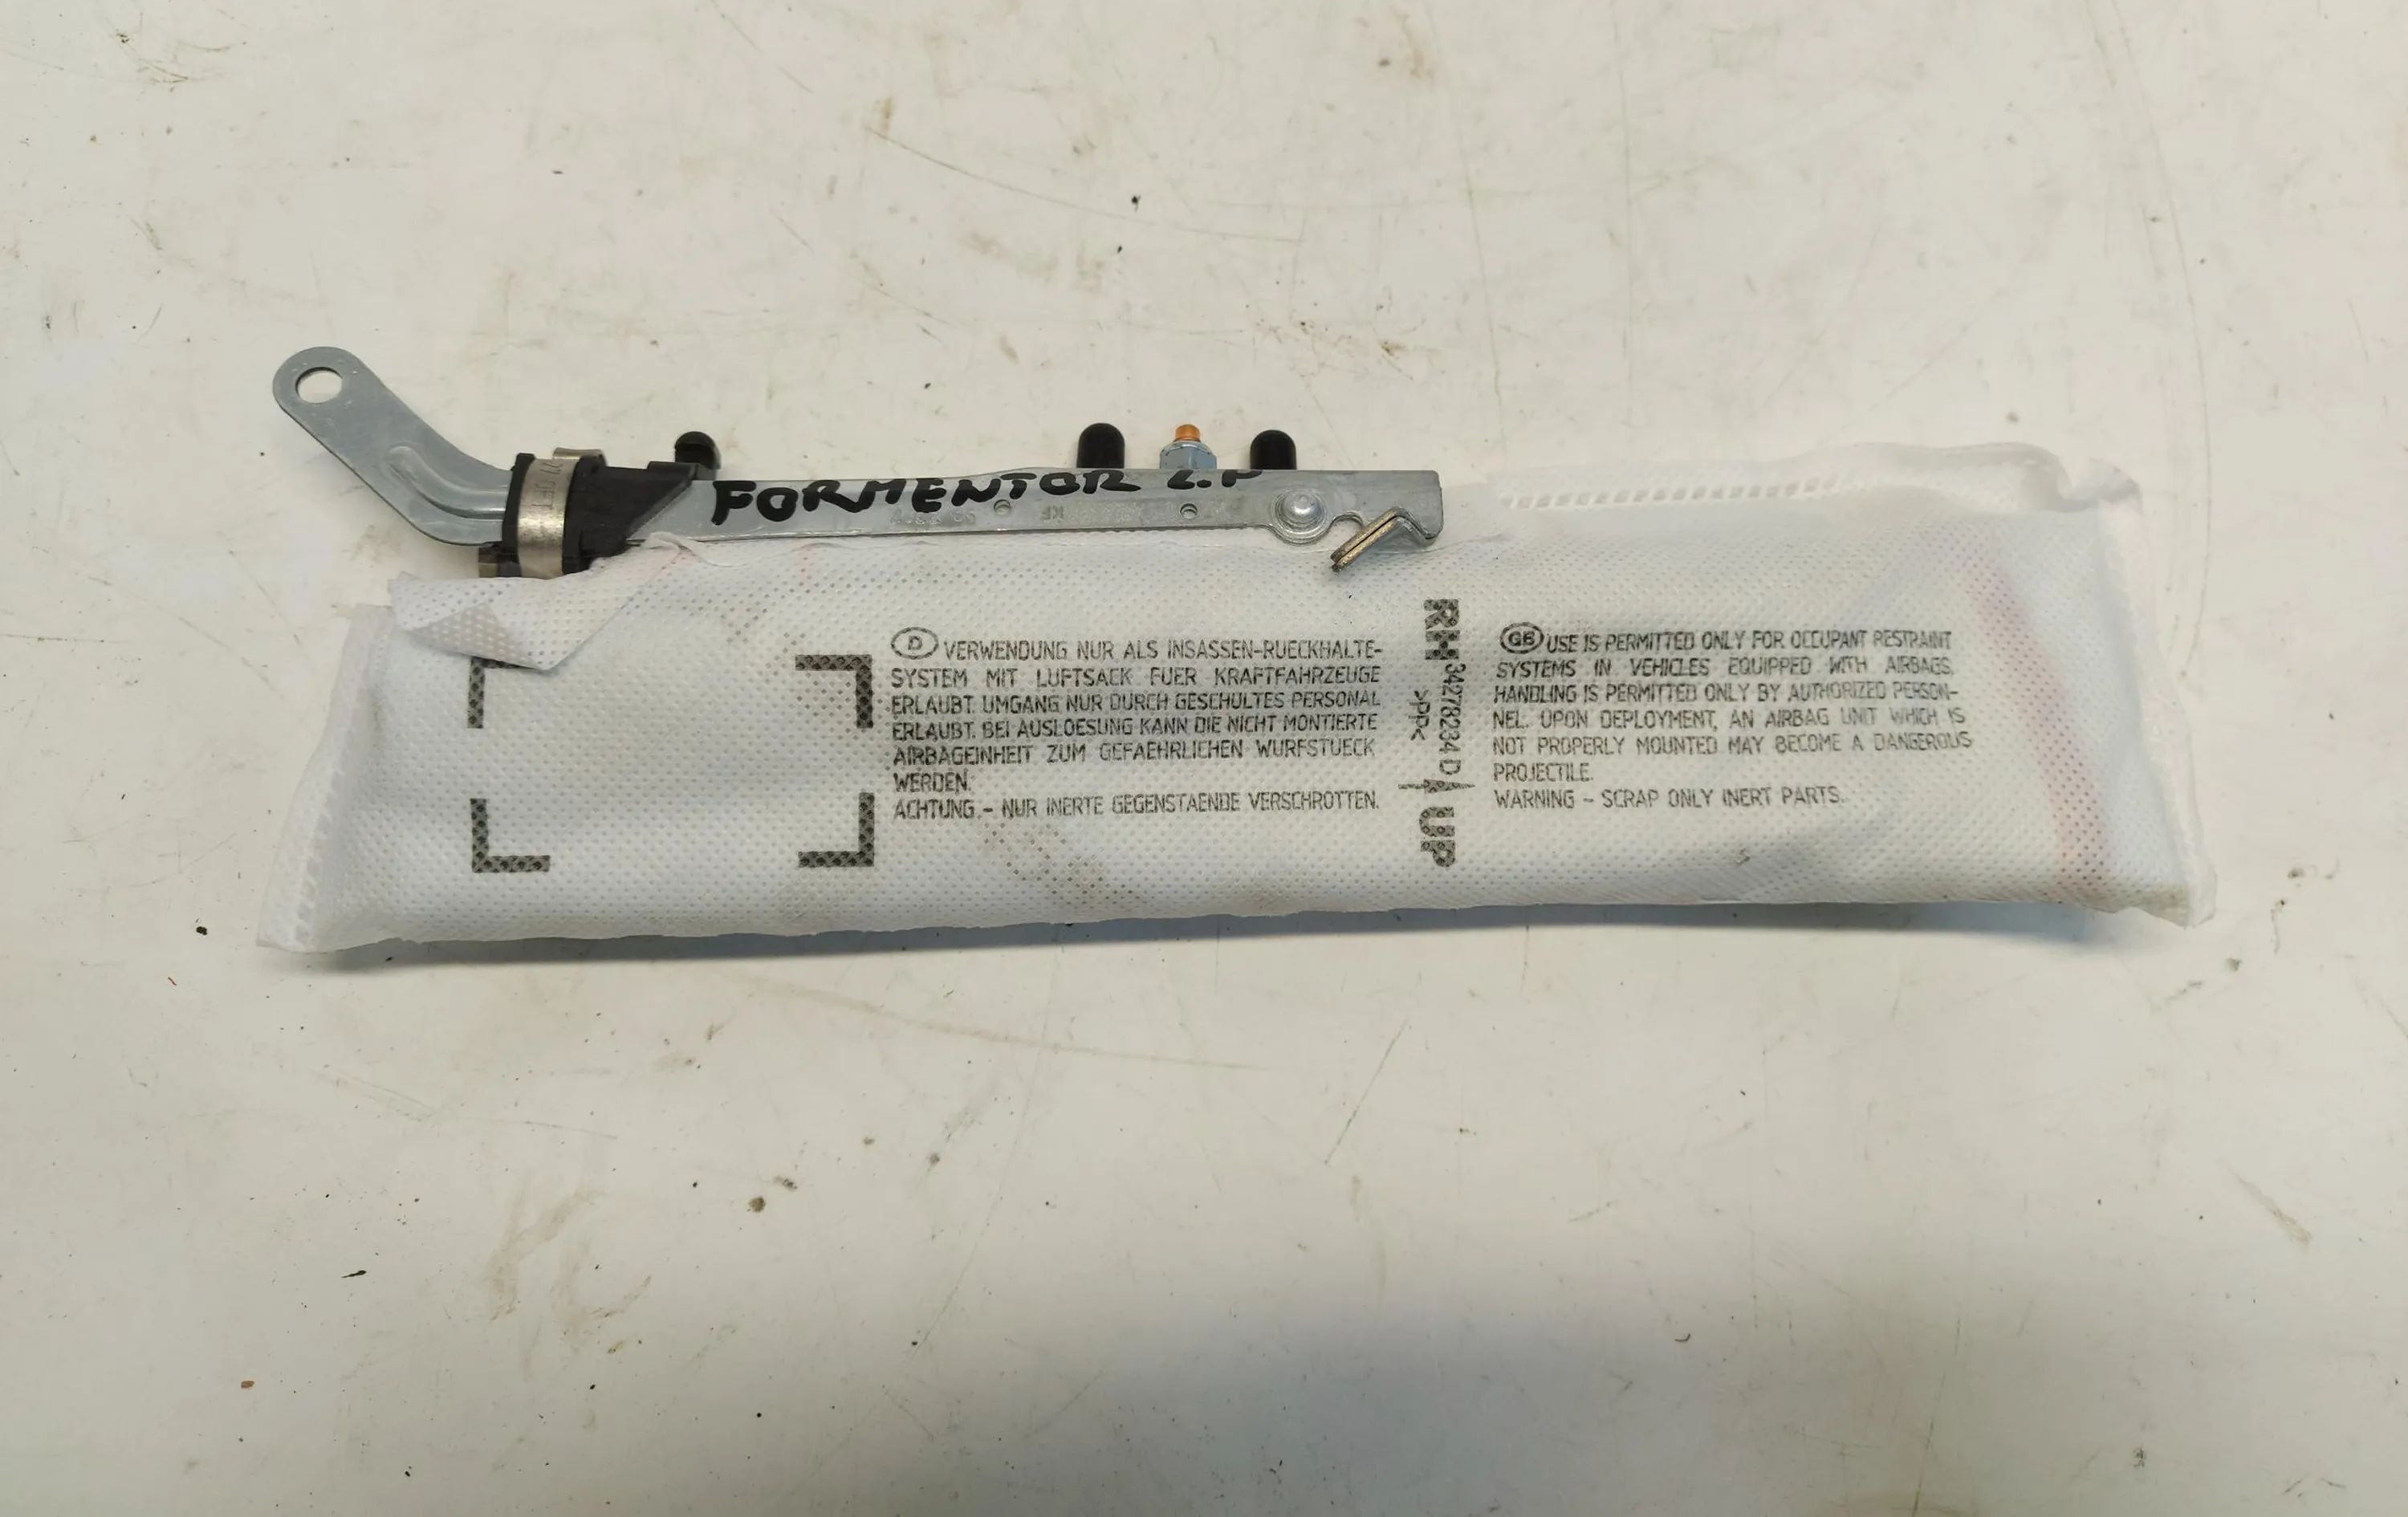 FORMENTOR L.P
D VERWENDUNG NUR ALS INSASSEN-RUECKHALTE-
SYSTEM MIT LUFTSACK FUER KRAFTFAHRZEUGE
ERLAUBT. UMGANG NUR DURCH GESCHULTES PERSONAL
ERLAUBT. BEI AUSLOESUNG KANN DIE NICHT MONTIERTE
AIRBAGEINHEIT ZUM GEFAEHRLICHEN WURFSTUECK
WERDEN.
ACHTUNG - NUR INERTE GEGENSTAENDE VERSCHROTTEN.
RH
34278234 D
>PP<
UP
GB USE IS PERMITTED ONLY FOR OCCUPANT RESTRAINT
SYSTEMS IN VEHICLES EQUIPPED WITH AIRBAGS.
HANDLING IS PERMITTED ONLY BY AUTHORIZED PERSON-
NEL. UPON DEPLOYMENT, AN AIRBAG UNIT WHICH IS
NOT PROPERLY MOUNTED MAY BECOME A DANGEROUS
PROJECTILE.
WARNING - SCRAP ONLY INERT PARTS.